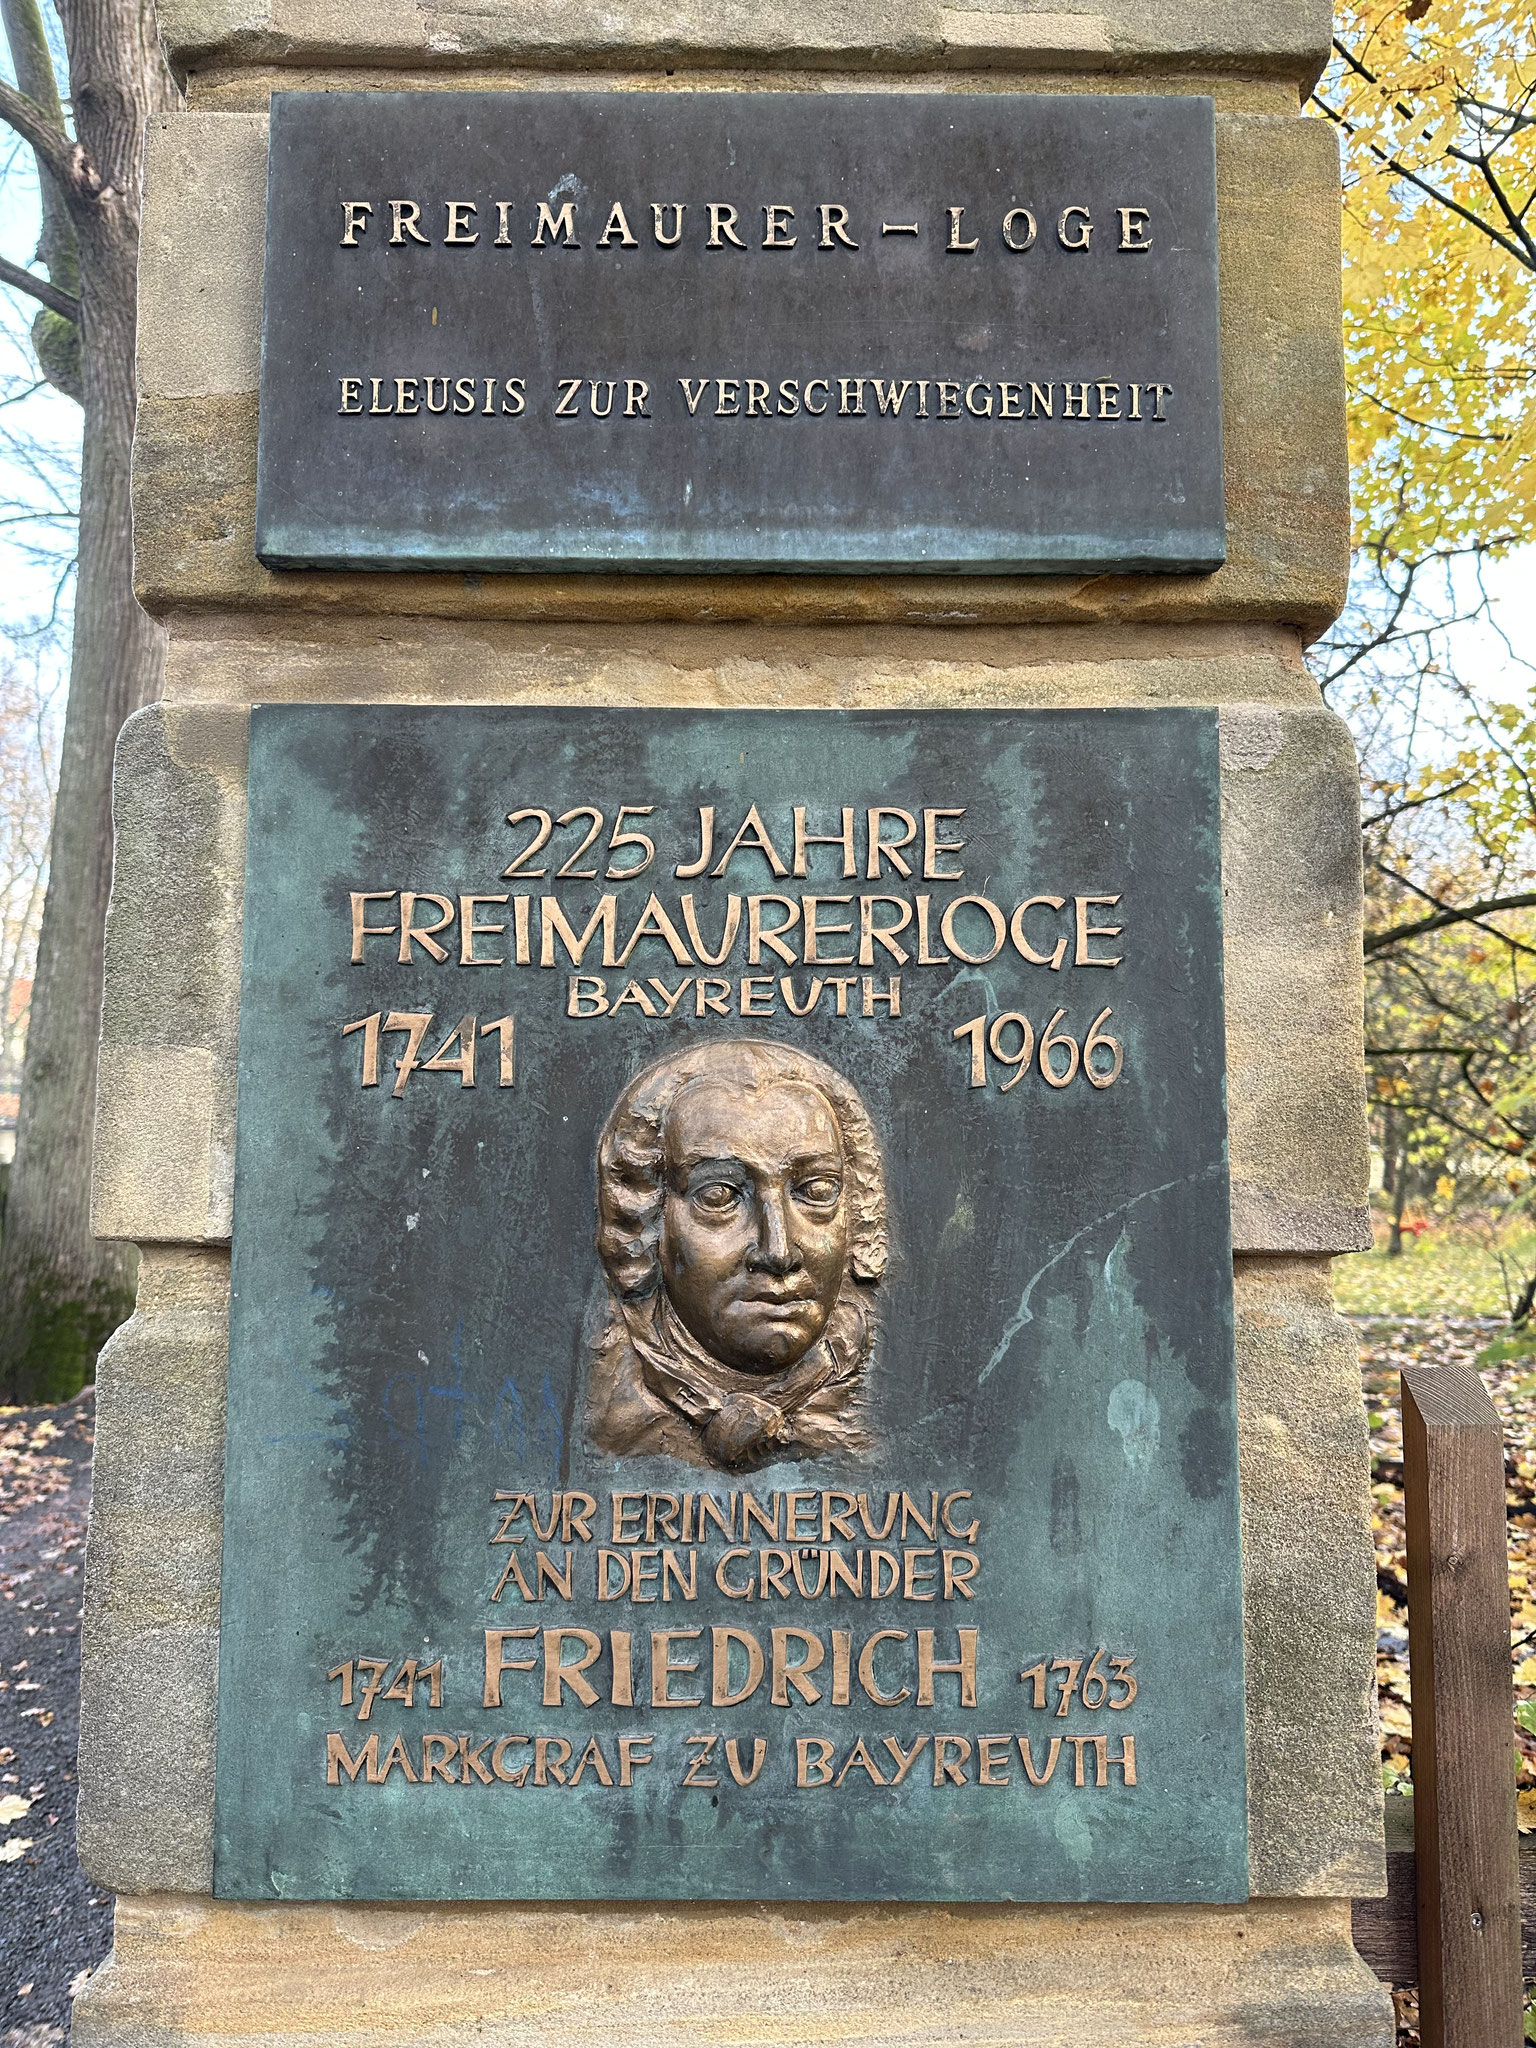 FREIMAURER-LOGE
ELEUSIS ZUR VERSCHWIEGENHEIT
225 JAHRE
FREIMAURERLOGE
BAYREUTH
1741 1966
ZUR ERINNERUNG
AN DEN GRÜNDER
1741 FRIEDRICH 1763
MARKGRAF ZU BAYREUTH